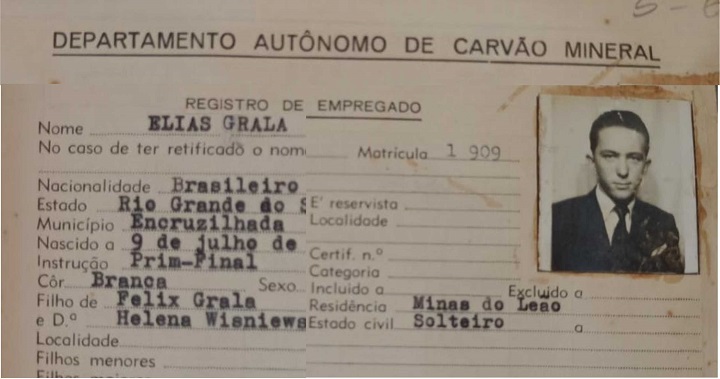 DEPARTAMENTO AUTÔNOMO DE CARVÃO MINERAL
REGISTRO DE EMPREGADO
Nome ELIAS GRALA
No caso de ter retificado o nom
Matrícula 1 909
Nacionalidade Brasileiro
Estado Rio Grande do S
É reservista
Município Encruzilhada
Localidade
Nascido a 9 de julho de
Instrução Prim-Final
Certif. n.º
Categoria
Côr Branca Sexo
Incluido a Excluido a
Filho de Felix Grala
Residência Minas do Leão
e D.ª Helena Wisniews
Estado civil Solteiro a
Localidade
Filhos menores